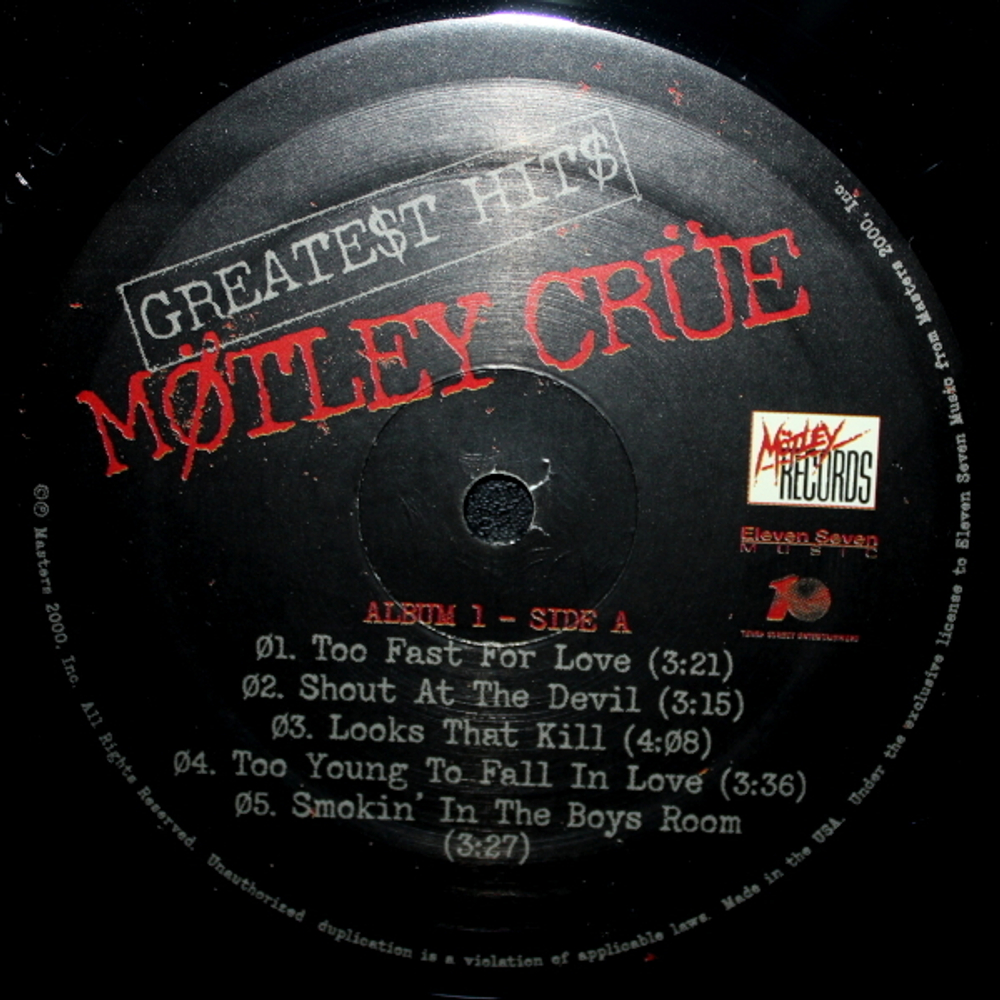 GREATE$T HIT$
MØTLEY CRÜE
MÖTLEY
RECORDS
Eleven Seven
MUSIC
10
ALBUM 1 - SIDE A
Ø1. Too Fast For Love (3:21)
Ø2. Shout At The Devil (3:15)
Ø3. Looks That Kill (4:Ø8)
Ø4. Too Young To Fall In Love (3:36)
Ø5. Smokin' In The Boys Room
(3:27)
©℗ Masters 2000, Inc. All Rights Reserved. Unauthorized duplication is a violation of applicable laws. Made in the USA. Under the exclusive license to Eleven Seven Music from Masters 2000, Inc.